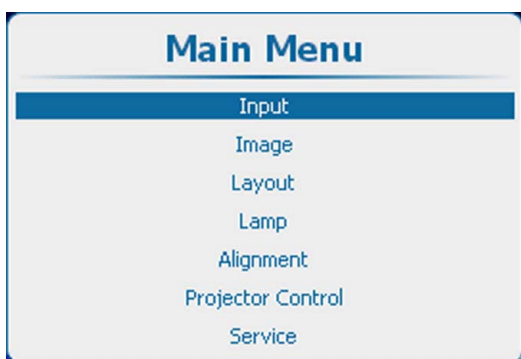 Main Menu
Input
Image
Layout
Lamp
Alignment
Projector Control
Service